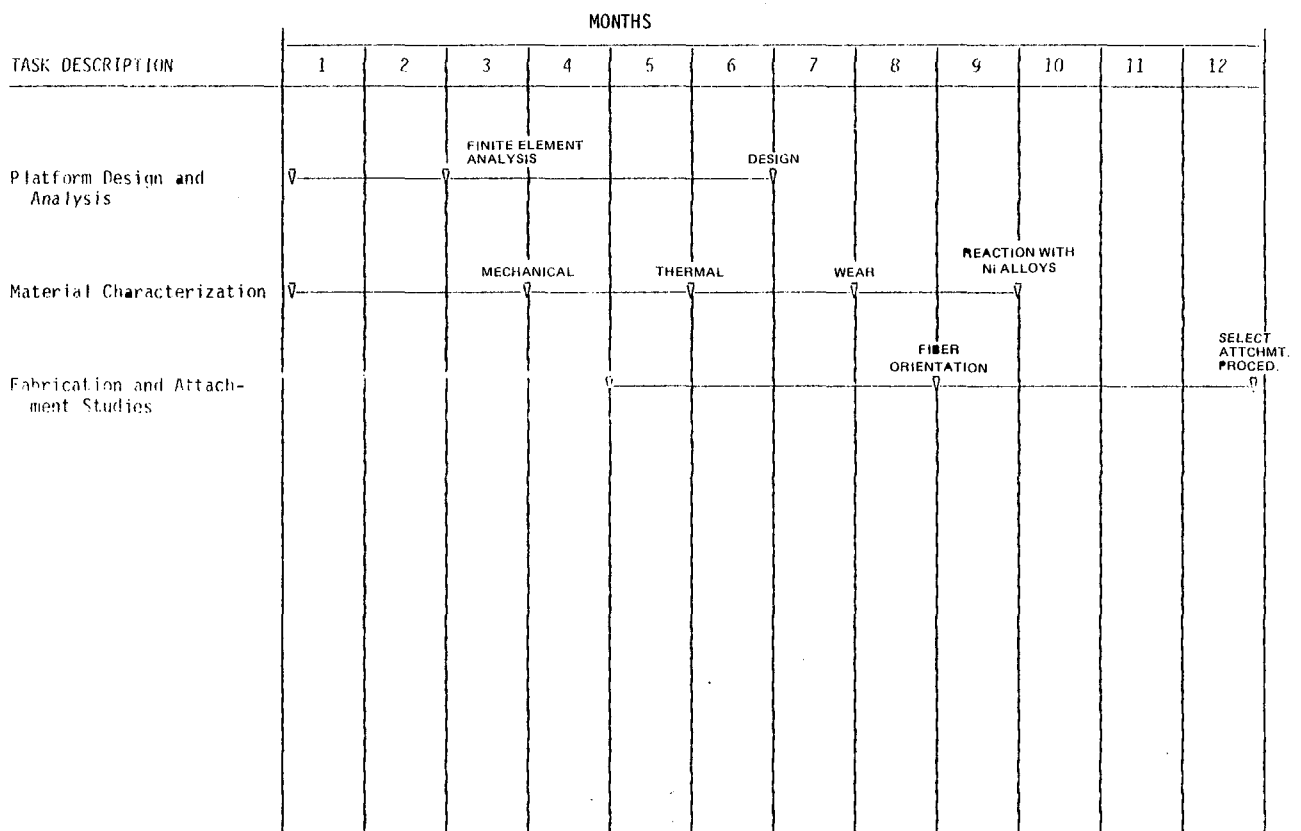 MONTHS
TASK DESCRIPTION 1 2 3 4 5 6 7 8 9 10 11 12
FINITE ELEMENT
ANALYSIS
DESIGN
Platform Design and
Analysis
MECHANICAL THERMAL WEAR REACTION WITH
Ni ALLOYS
Material Characterization
FIBER
ORIENTATION
SELECT
ATTCHMT.
PROCED.
Fabrication and Attach-
ment Studies